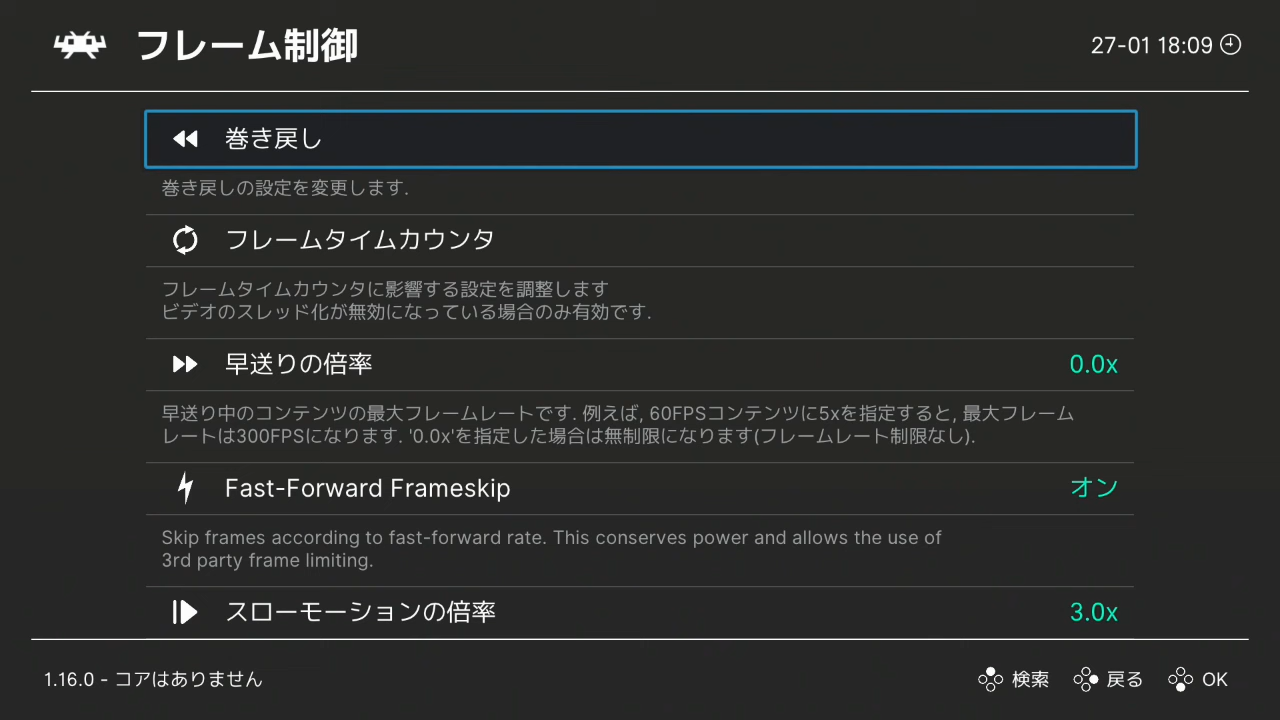 フレーム制御
27-01 18:09
巻き戻し
巻き戻しの設定を変更します.
フレームタイムカウンタ
フレームタイムカウンタに影響する設定を調整します
ビデオのスレッド化が無効になっている場合のみ有効です.
早送りの倍率
0.0x
早送り中のコンテンツの最大フレームレートです. 例えば, 60FPSコンテンツに5xを指定すると, 最大フレーム
レートは300FPSになります. '0.0x'を指定した場合は無制限になります(フレームレート制限なし).
Fast-Forward Frameskip
オン
Skip frames according to fast-forward rate. This conserves power and allows the use of
3rd party frame limiting.
スローモーションの倍率
3.0x
1.16.0 - コアはありません
検索
戻る
OK